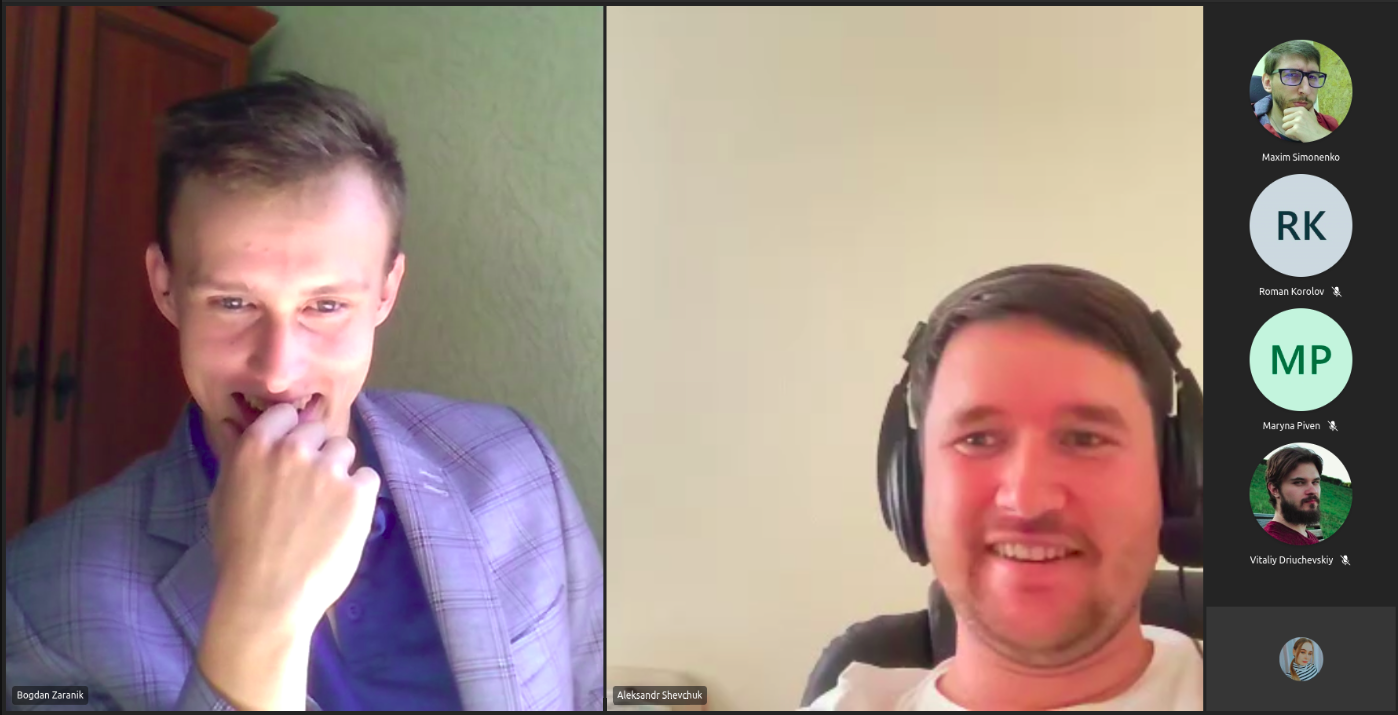 Bogdan Zaranik
Aleksandr Shevchuk
Maxim Simonenko
RK
Roman Korolov
MP
Maryna Piven
Vitaliy Driuchevskiy